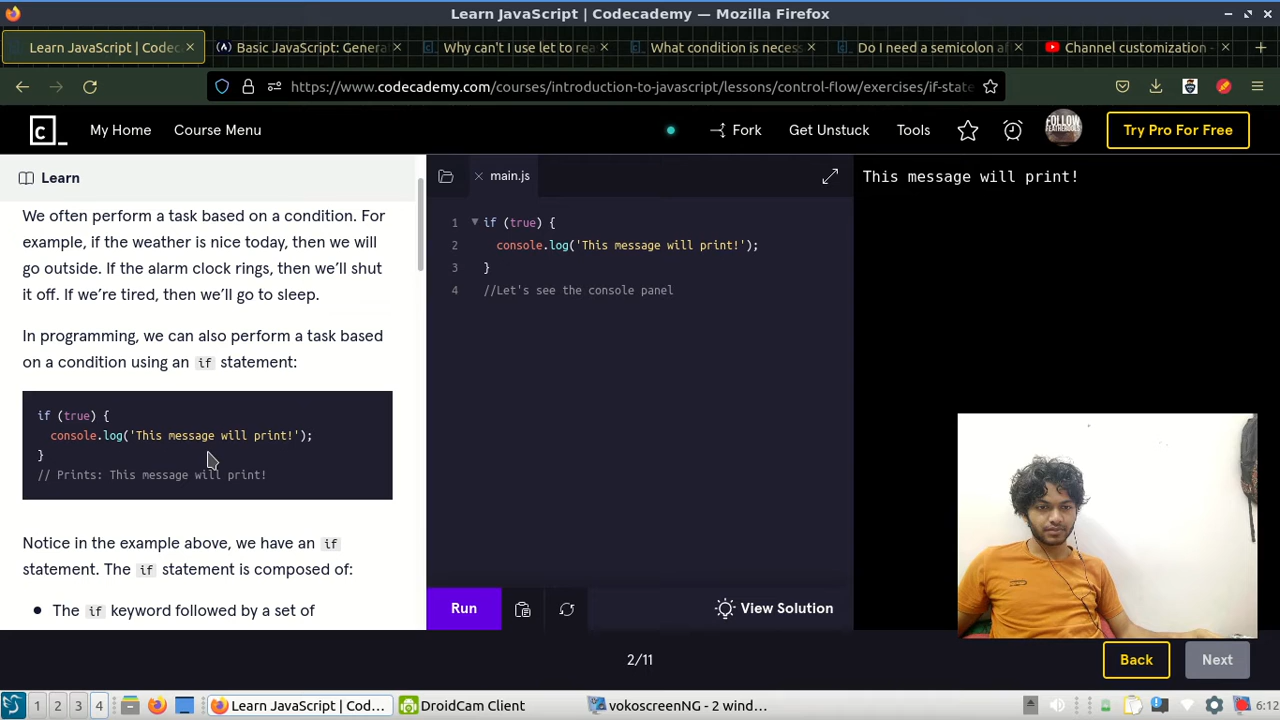 Learn JavaScript | Codecademy — Mozilla Firefox
Learn JavaScript | Codec
Basic JavaScript: Genera
Why can't I use let to rea
What condition is neces
Do I need a semicolon af
Channel customization -
https://www.codecademy.com/courses/introduction-to-javascript/lessons/control-flow/exercises/if-state
My Home
Course Menu
Fork
Get Unstuck
Tools
FOLLOW
Try Pro For Free
Learn
main.js
This message will print!
We often perform a task based on a condition. For
example, if the weather is nice today, then we will
go outside. If the alarm clock rings, then we'll shut
it off. If we're tired, then we'll go to sleep.
In programming, we can also perform a task based
on a condition using an if statement:
if (true) {
console.log('This message will print!');
}
// Prints: This message will print!
Notice in the example above, we have an if
statement. The if statement is composed of:
The if keyword followed by a set of
1 if (true) {
2 console.log('This message will print!');
3 }
4 //Let's see the console panel
Run
View Solution
2/11
Back
Next
1 2 3 4
Learn JavaScript | Cod...
DroidCam Client
vokoscreenNG - 2 wind...
6:12